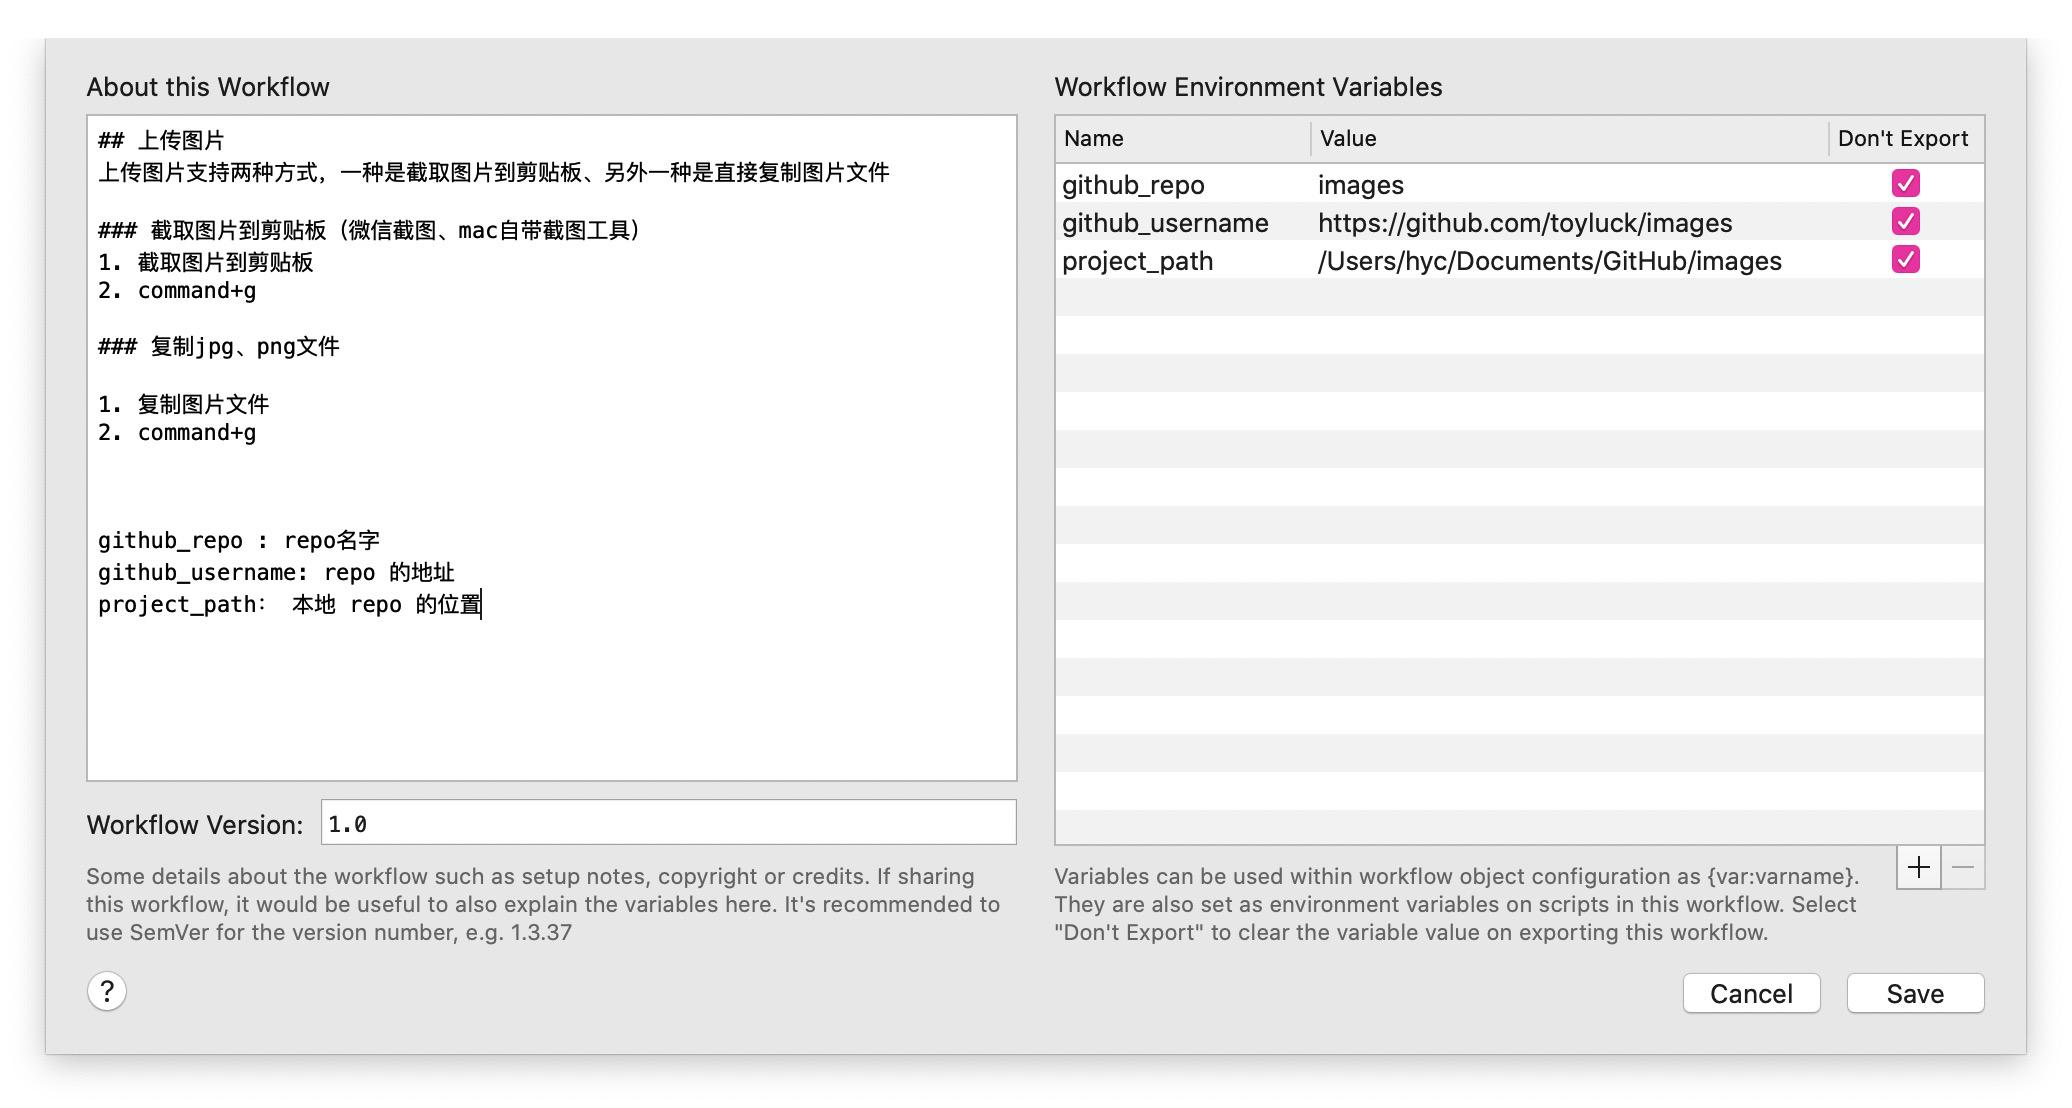 About this Workflow
## 上传图片
上传图片支持两种方式，一种是截取图片到剪贴板、另外一种是直接复制图片文件
### 截取图片到剪贴板（微信截图、mac自带截图工具）
1. 截取图片到剪贴板
2. command+g
### 复制jpg、png文件
1. 复制图片文件
2. command+g
github_repo : repo名字
github_username: repo 的地址
project_path： 本地 repo 的位置
Workflow Version: 1.0
Some details about the workflow such as setup notes, copyright or credits. If sharing
this workflow, it would be useful to also explain the variables here. It's recommended to
use SemVer for the version number, e.g. 1.3.37
?
Workflow Environment Variables
Name Value Don't Export
github_repo images
github_username https://github.com/toyluck/images
project_path /Users/hyc/Documents/GitHub/images
Variables can be used within workflow object configuration as {var:varname}.
They are also set as environment variables on scripts in this workflow. Select
"Don't Export" to clear the variable value on exporting this workflow.
Cancel Save